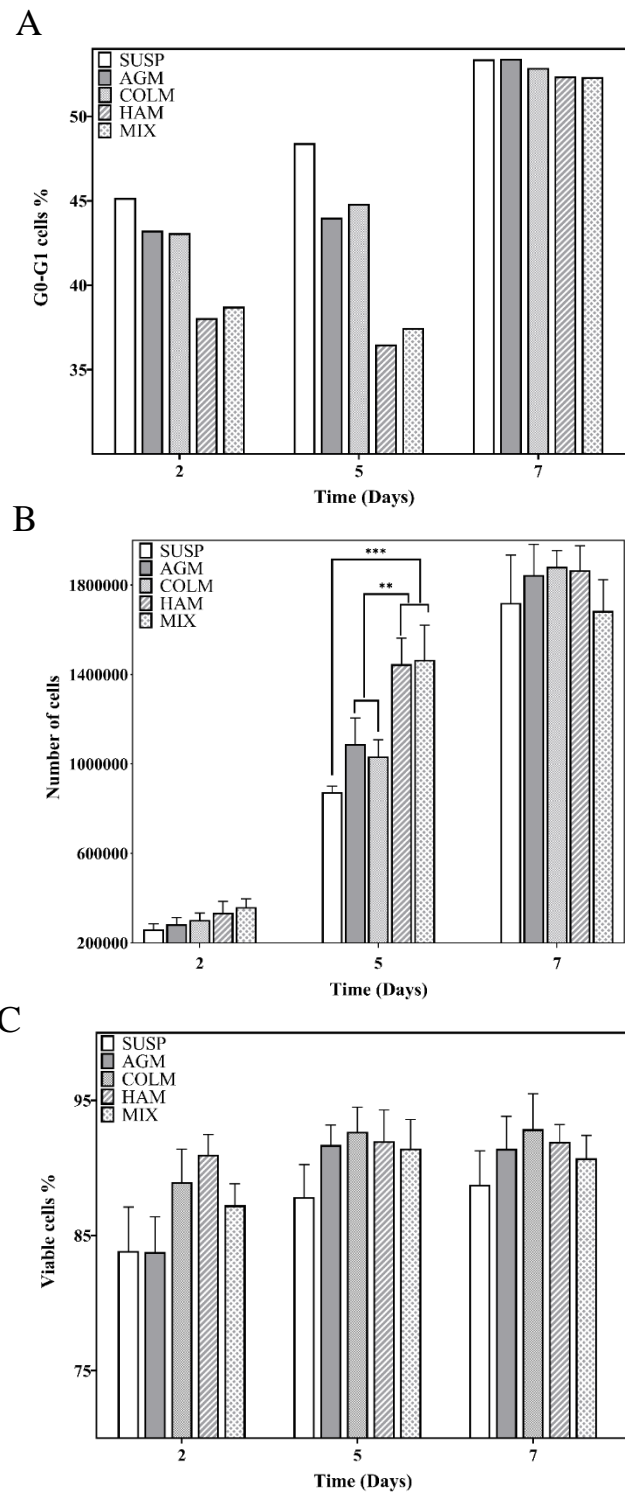 A
SUSP
AGM
COLM
HAM
MIX
50
45
40
35
G0-G1 cells %
2 5 7
Time (Days)
B
SUSP
AGM
COLM
HAM
MIX
***
**
1800000
1400000
1000000
600000
200000
Number of cells
2 5 7
Time (Days)
C
SUSP
AGM
COLM
HAM
MIX
95
85
75
Viable cells %
2 5 7
Time (Days)